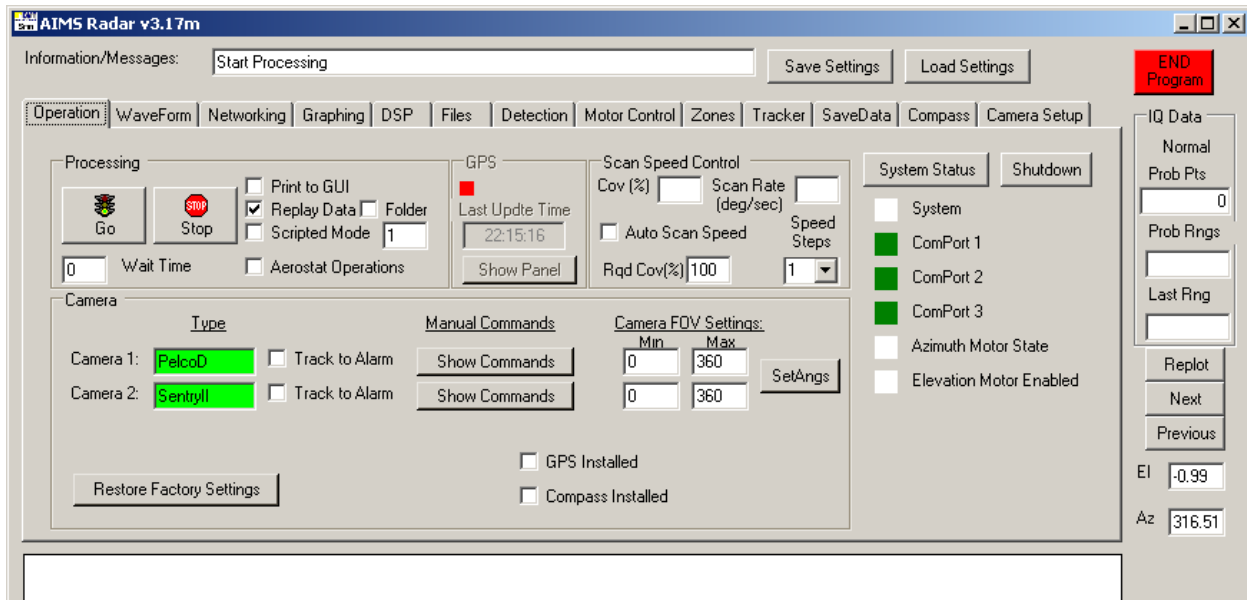 AIMS Radar v3.17m
Information/Messages: Start Processing Save Settings Load Settings END Program
Operation WaveForm Networking Graphing DSP Files Detection Motor Control Zones Tracker SaveData Compass Camera Setup
IQ Data
Normal
Prob Pts
0
Prob Rngs
Last Rng
Replot
Next
Previous
El -0.99
Az 316.51
Processing
Go
STOP
Stop
Print to GUI
Replay Data Folder
Scripted Mode 1
0 Wait Time Aerostat Operations
GPS
Last Updte Time
22:15:16
Show Panel
Scan Speed Control
Cov (%) Scan Rate
(deg/sec)
Auto Scan Speed Speed
Steps
Rqd Cov(%) 100 1
System Status Shutdown
System
ComPort 1
ComPort 2
ComPort 3
Azimuth Motor State
Elevation Motor Enabled
Camera
Type Manual Commands Camera FOV Settings:
Min Max
Camera 1: PelcoD Track to Alarm Show Commands 0 360
SetAngs
Camera 2: SentryII Track to Alarm Show Commands 0 360
GPS Installed
Restore Factory Settings
Compass Installed